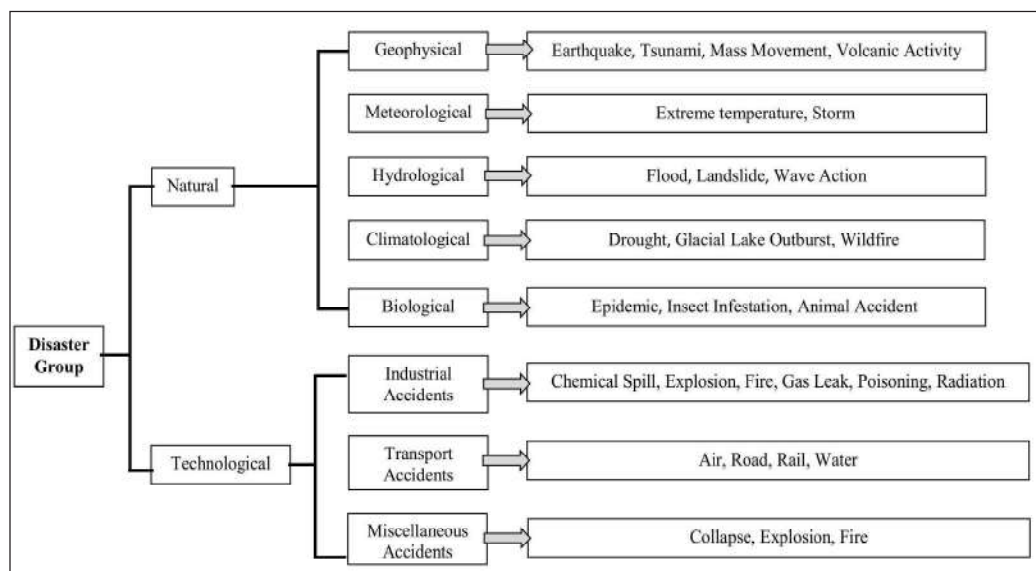 Geophysical
Earthquake, Tsunami, Mass Movement, Volcanic Activity
Meteorological
Extreme temperature, Storm
Natural
Hydrological
Flood, Landslide, Wave Action
Climatological
Drought, Glacial Lake Outburst, Wildfire
Biological
Epidemic, Insect Infestation, Animal Accident
Disaster
Group
Industrial
Accidents
Chemical Spill, Explosion, Fire, Gas Leak, Poisoning, Radiation
Technological
Transport
Accidents
Air, Road, Rail, Water
Miscellaneous
Accidents
Collapse, Explosion, Fire